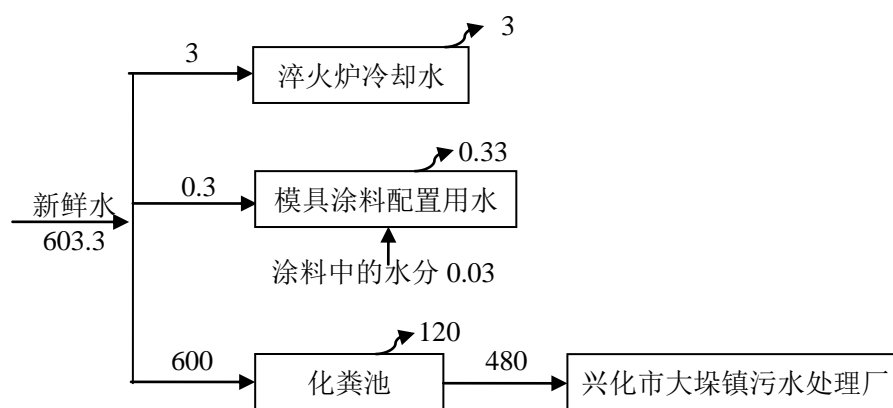 3
3
淬火炉冷却水
0.33
0.3
模具涂料配置用水
新鲜水
603.3
涂料中的水分 0.03
120
600
化粪池
480
兴化市大垛镇污水处理厂